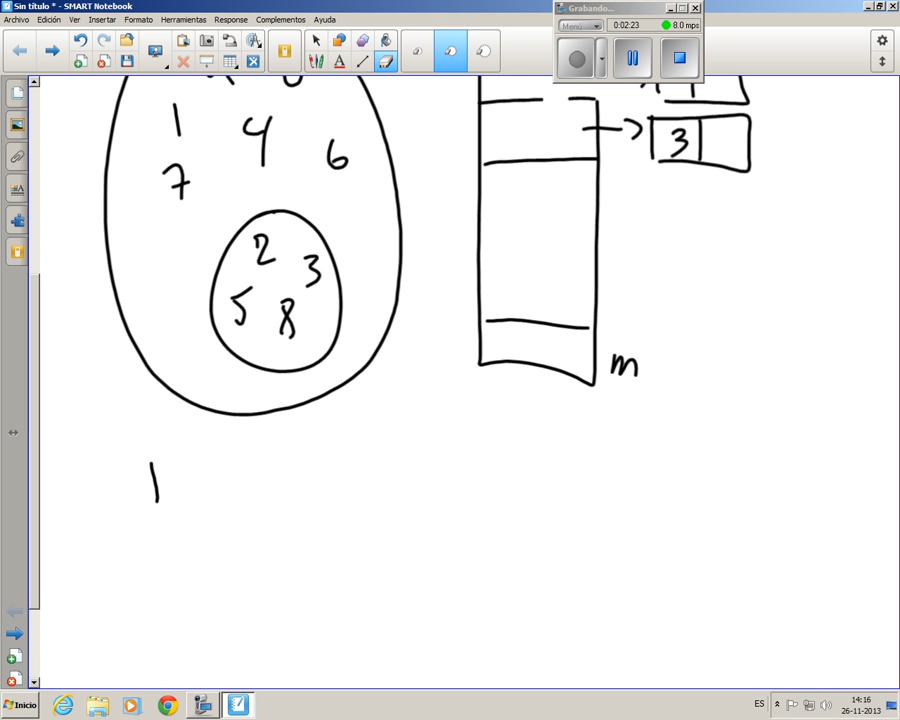 Sin título * - SMART Notebook
Grabando...
Archivo Edición Ver Insertar Formato Herramientas Response Complementos Ayuda
Menú 0:02:23 8.0 mps
1 4 6
7
3
2 3
5 8
m
1
Inicio
ES
14:16
26-11-2013